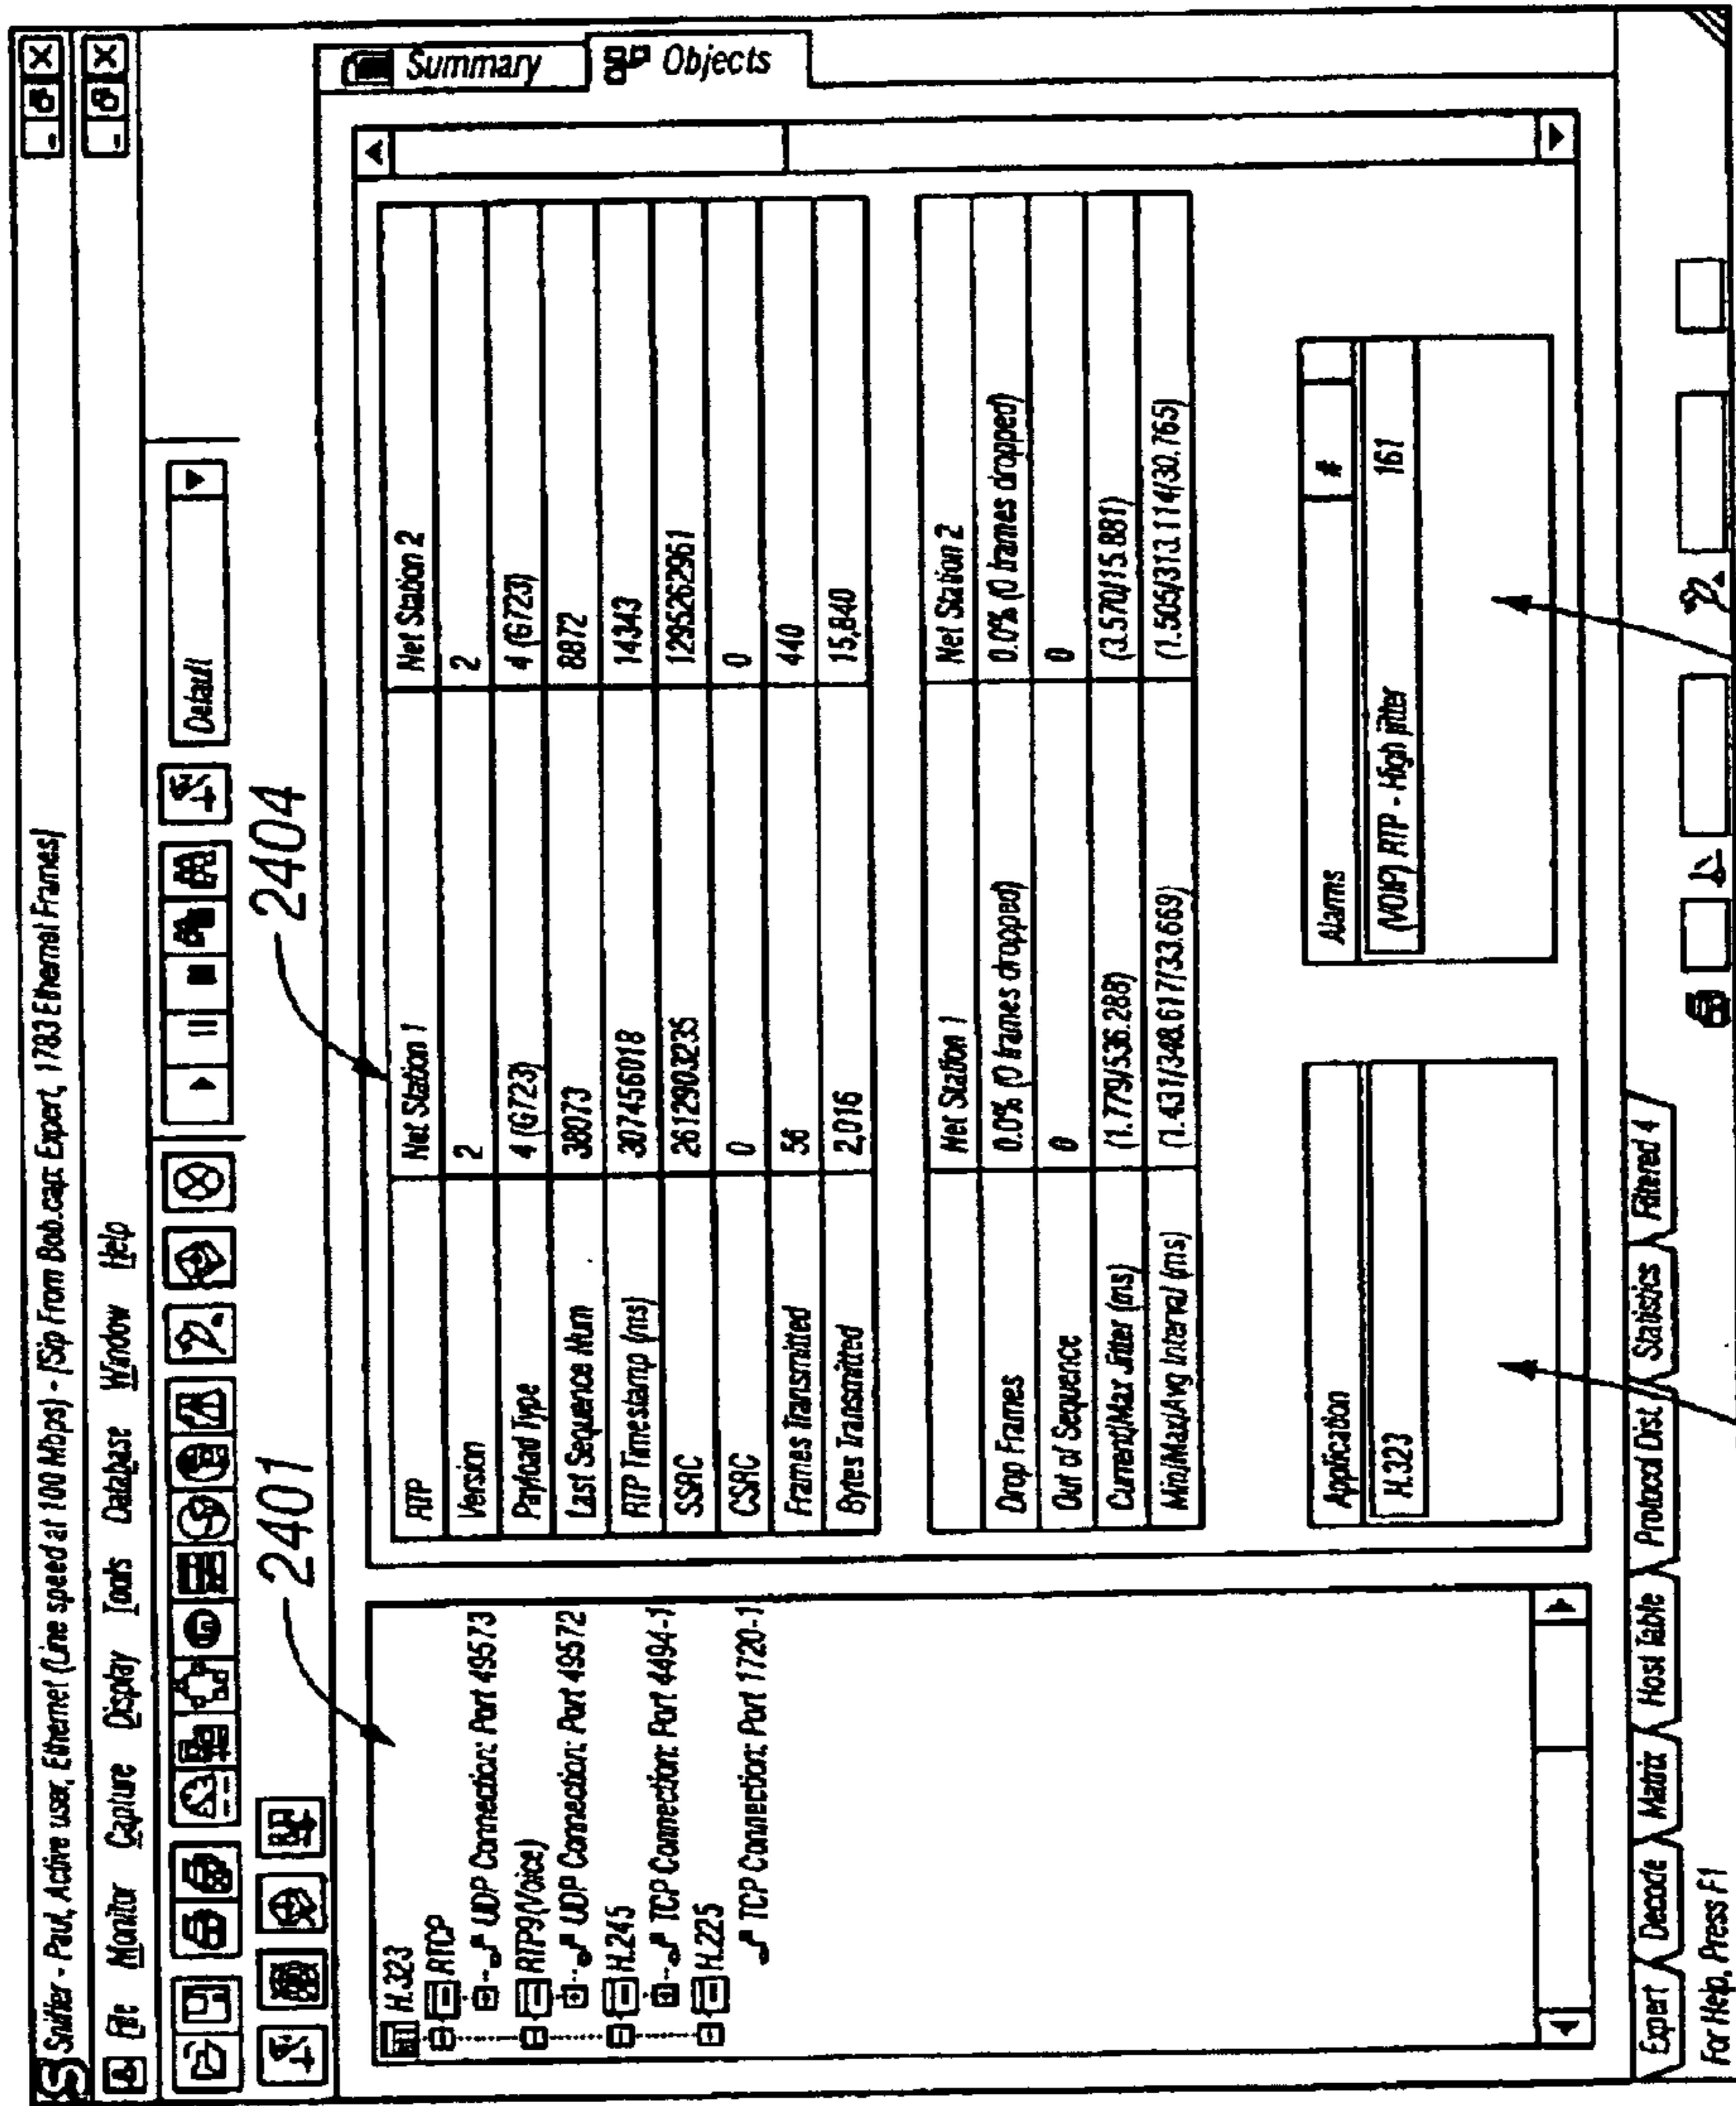 Sniffer - Paul, Active user, Ethernet (Line speed at 100 Mbps) - [Sip From Bob.cap: Expert, 1783 Ethernet Frames]
File Monitor Capture Display Tools Database Window Help
Default
2401
2404
H.323
RTCP
UDP Connection: Port 49573
RTP9(Voice)
UDP Connection: Port 49572
H.245
TCP Connection: Port 4494-1
H.225
TCP Connection: Port 1720-1
RTP Net Station 1 Net Station 2
Version 2 2
Payload Type 4 (G723) 4 (G723)
Last Sequence Num 38073 8872
RTP Timestamp (ms) 307456018 14343
SSRC 2612903235 1295262961
CSRC 0 0
Frames Transmitted 56 440
Bytes Transmitted 2,016 15,840
Net Station 1 Net Station 2
Drop Frames 0.0% (0 frames dropped) 0.0% (0 frames dropped)
Out of Sequence 0 0
Current/Max Jitter (ms) (1.779/536.288) (3.570/15.881)
Min/Max/Avg Interval (ms) (1.431/348.617/33.669) (1.505/313.114/30.765)
Application
H.323
Alarms #
(VOIP) RTP - High jitter 161
Summary
Objects
Expert Decode Matrix Host Table Protocol Dist. Statistics Filtered 4
For Help, Press F1